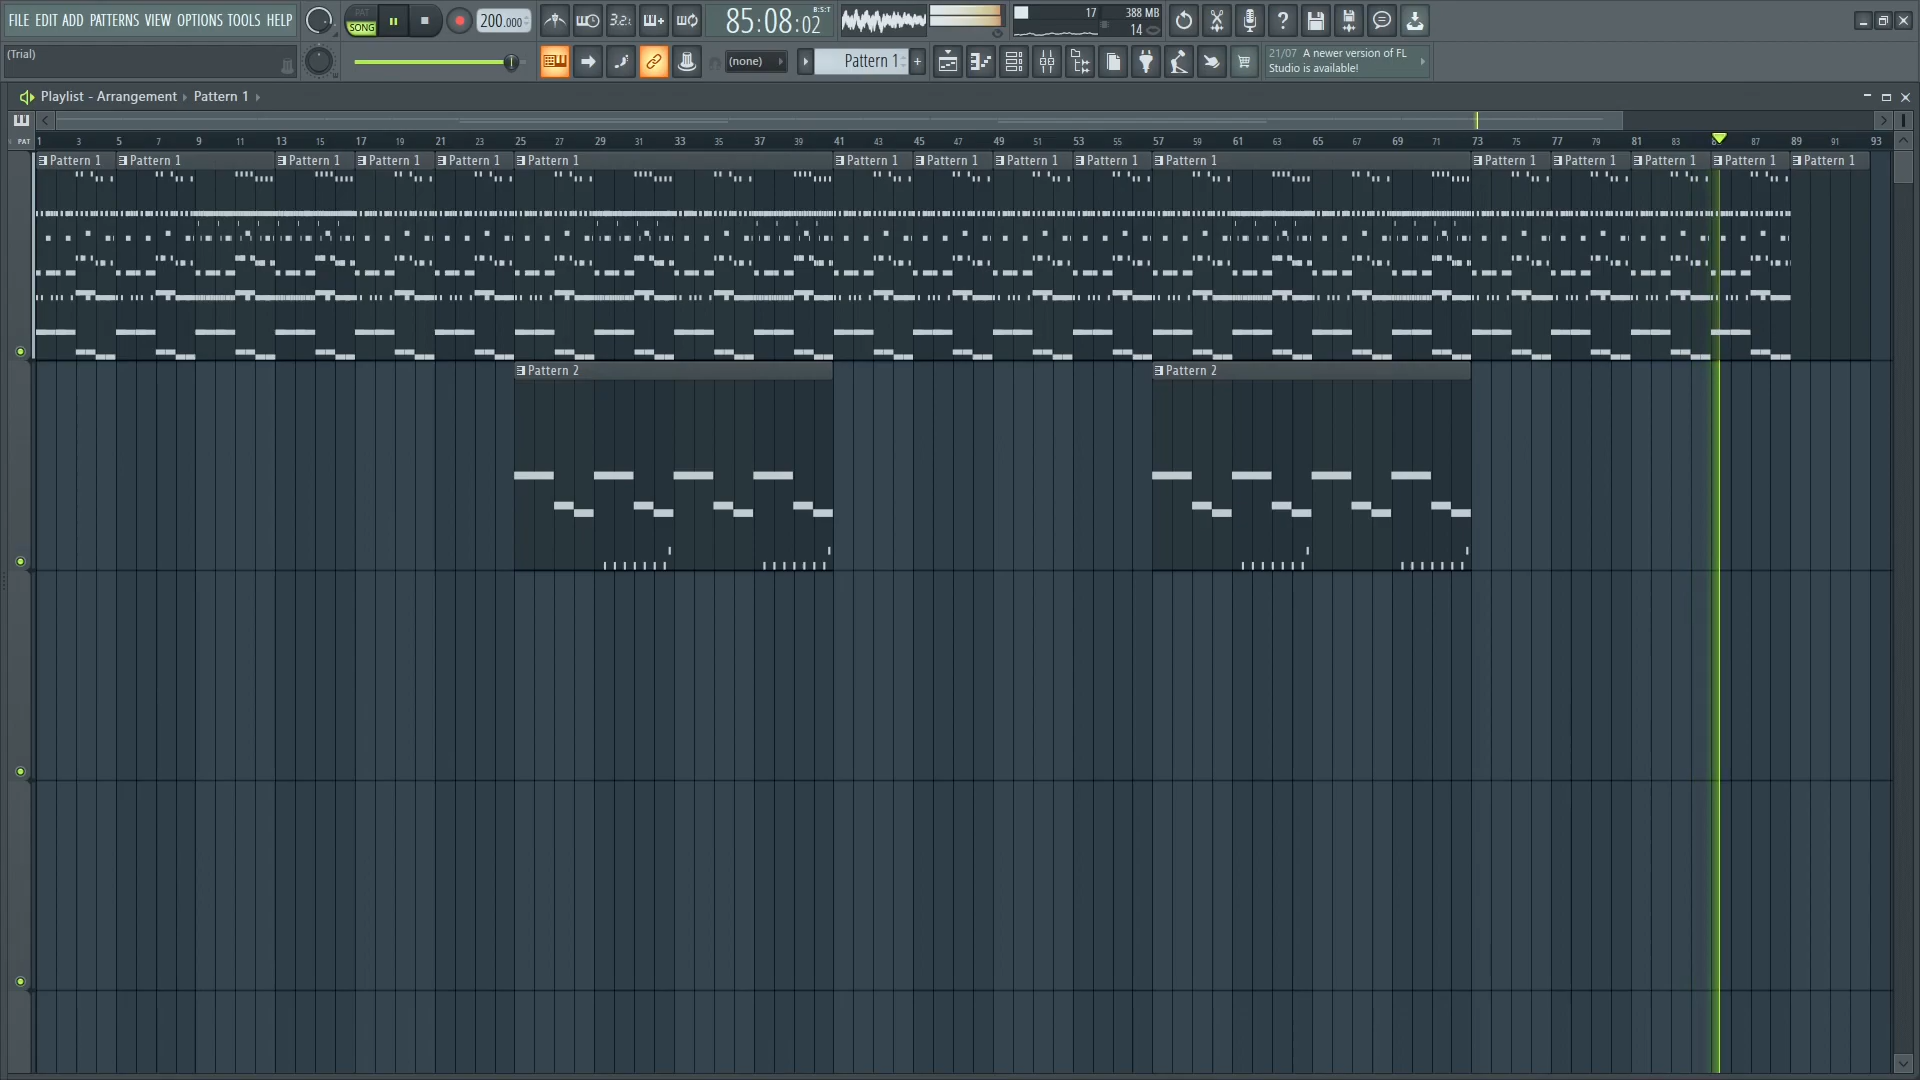 FILE EDIT ADD PATTERNS VIEW OPTIONS TOOLS HELP
PAT
SONG
200.000
3.2.
85:08:02
B:S:T
17
388 MB
14
(Trial)
(none)
Pattern 1
21/07 A newer version of FL
Studio is available!
Playlist - Arrangement Pattern 1
PAT
1 3 5 7 9 11 13 15 17 19 21 23 25 27 29 31 33 35 37 39 41 43 45 47 49 51 53 55 57 59 61 63 65 67 69 71 73 75 77 79 81 83 87 89 91 93
Pattern 1 Pattern 1 Pattern 1 Pattern 1 Pattern 1 Pattern 1 Pattern 1 Pattern 1 Pattern 1 Pattern 1 Pattern 1 Pattern 1 Pattern 1 Pattern 1 Pattern 1 Pattern 1
Pattern 2 Pattern 2